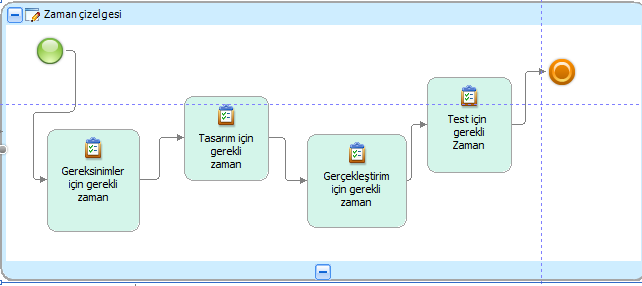 Zaman çizelgesi
Gereksinimler
için gerekli
zaman
Tasarım için
gerekli
zaman
Gerçekleştirim
için gerekli
zaman
Test için
gerekli
Zaman